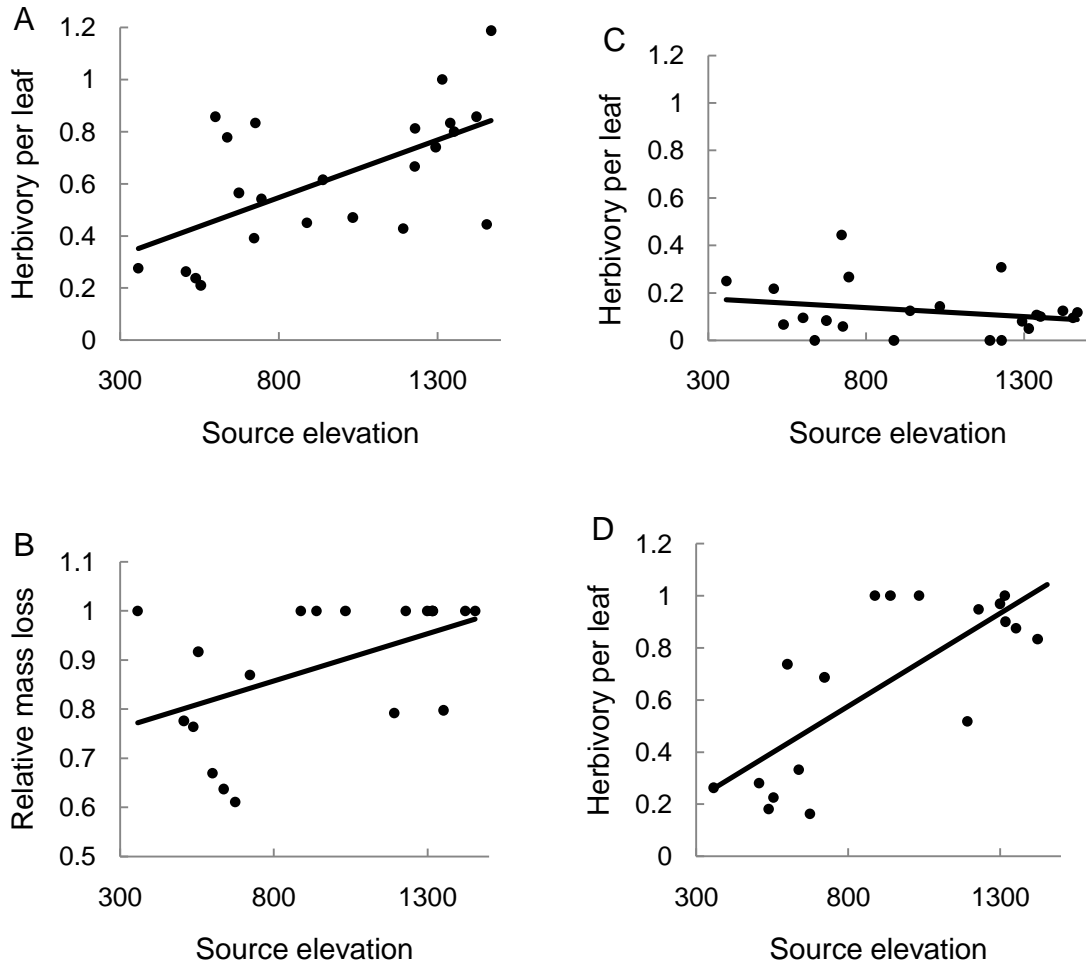 A
Herbivory per leaf
1.2
1
0.8
0.6
0.4
0.2
0
300 800 1300
Source elevation
C
Herbivory per leaf
1.2
1
0.8
0.6
0.4
0.2
0
300 800 1300
Source elevation
B
Relative mass loss
1.1
1
0.9
0.8
0.7
0.6
0.5
300 800 1300
Source elevation
D
Herbivory per leaf
1.2
1
0.8
0.6
0.4
0.2
0
300 800 1300
Source elevation